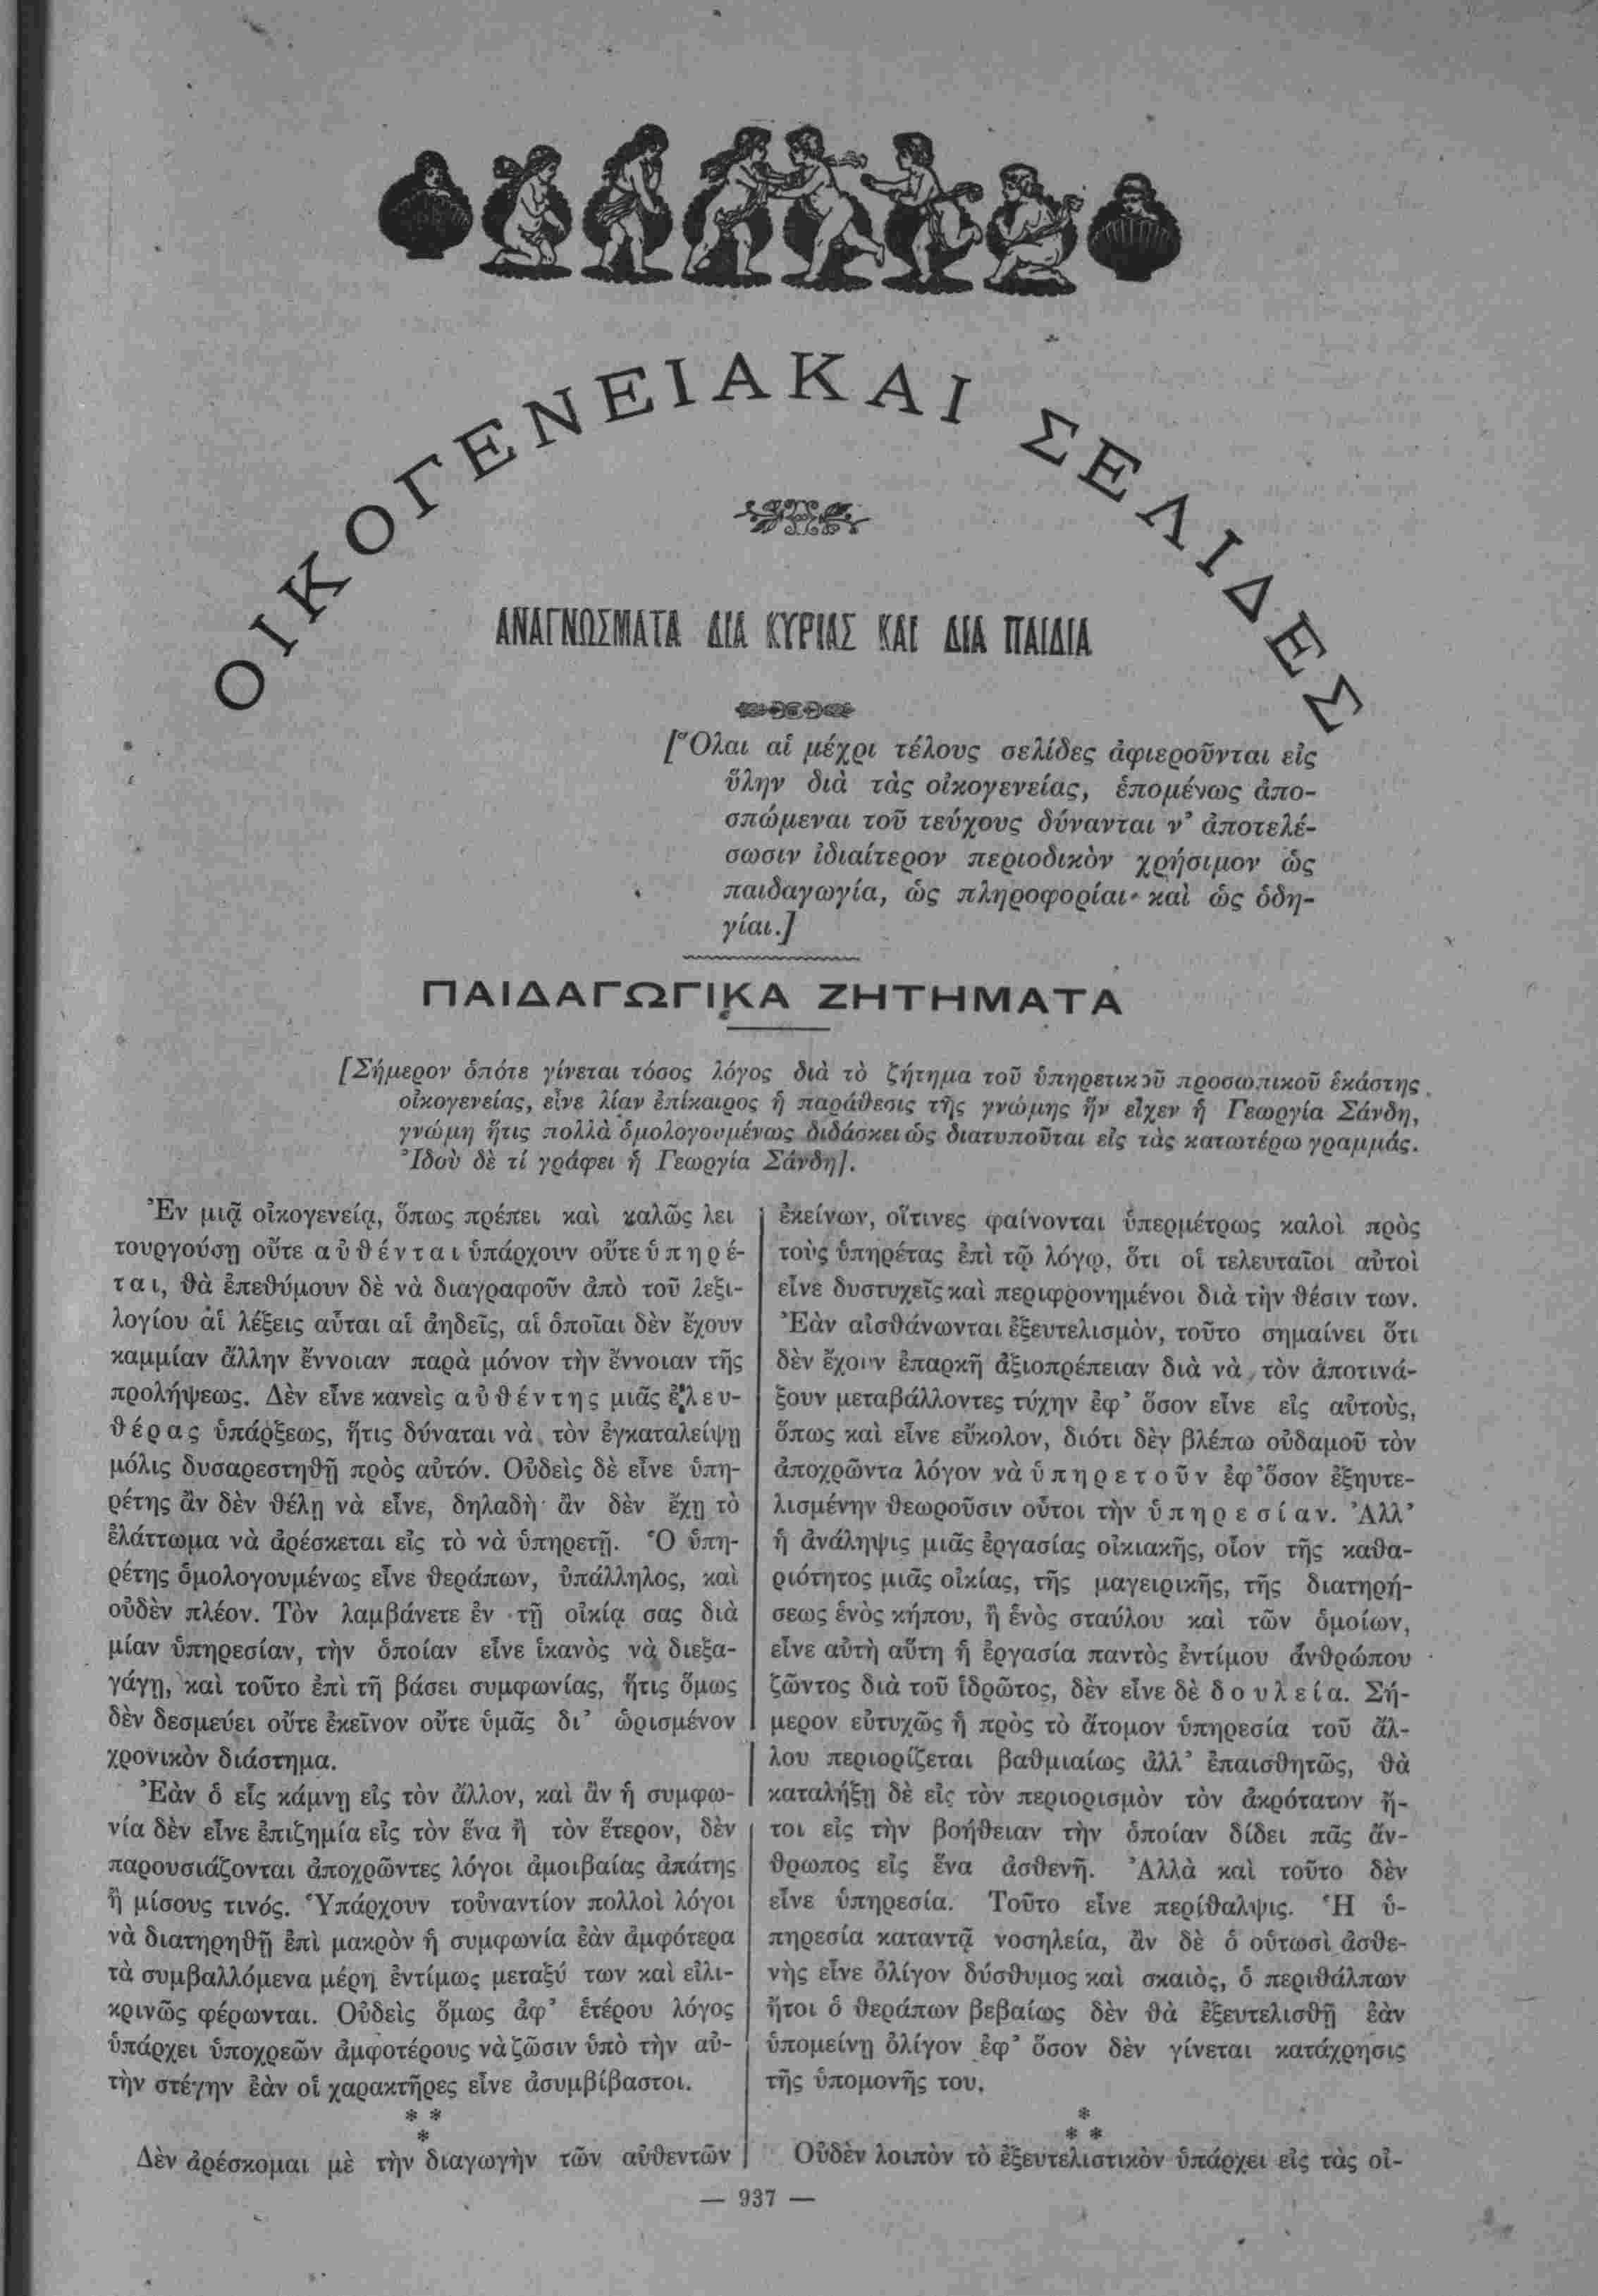 ΟΙΚΟΓΕΝΕΙΑΚΑΙ ΣΕΛΙΔΕΣ
ΑΝΑΓΝΩΣΜΑΤΑ ΔΙΑ ΚΥΡΙΑΣ ΚΑΙ ΔΙΑ ΠΑΙΔΙΑ
[Ὅλαι αἱ μέχρι τέλους σελίδες ἀφιεροῦνται εἰς
ὕλην διὰ τὰς οἰκογενείας, ἑπομένως ἀπο-
σπώμεναι τοῦ τεύχους δύνανται ν’ ἀποτελέ-
σωσιν ἰδιαίτερον περιοδικὸν χρήσιμον ὡς
παιδαγωγία, ὡς πληροφορίαι καὶ ὡς ὁδη-
γίαι.]
ΠΑΙΔΑΓΩΓΙΚΑ ΖΗΤΗΜΑΤΑ
[Σήμερον ὁπότε γίνεται τόσος λόγος διὰ τὸ ζήτημα τοῦ ὑπηρετικοῦ προσωπικοῦ ἑκάστης
οἰκογενείας, εἶνε λίαν ἐπίκαιρος ἡ παράθεσις τῆς γνώμης ἣν εἶχεν ἡ Γεωργία Σάνδη,
γνώμη ἥτις πολλὰ ὁμολογουμένως διδάσκει ὡς διατυποῦται εἰς τὰς κατωτέρω γραμμάς.
Ἰδοὺ δὲ τί γράφει ἡ Γεωργία Σάνδη].
Ἐν μιᾷ οἰκογενείᾳ, ὅπως πρέπει καὶ καλῶς λει
τουργούσῃ οὔτε αὐθένται ὑπάρχουν οὔτε ὑπηρέ-
ται, θὰ ἐπεθύμουν δὲ νὰ διαγραφοῦν ἀπὸ τοῦ λεξι-
λογίου αἱ λέξεις αὗται αἱ ἀηδεῖς, αἱ ὁποῖαι δὲν ἔχουν
καμμίαν ἄλλην ἔννοιαν παρὰ μόνον τὴν ἔννοιαν τῆς
προλήψεως. Δὲν εἶνε κανεὶς αὐθέντης μιᾶς ἐλευ-
θέρας ὑπάρξεως, ἥτις δύναται νὰ τὸν ἐγκαταλείψῃ
μόλις δυσαρεστηθῇ πρὸς αὐτόν. Οὐδεὶς δὲ εἶνε ὑπη-
ρέτης ἂν δὲν θέλῃ νὰ εἶνε, δηλαδὴ ἂν δὲν ἔχῃ τὸ
ἐλάττωμα νὰ ἀρέσκεται εἰς τὸ νὰ ὑπηρετῇ. Ὁ ὑπη-
ρέτης ὁμολογουμένως εἶνε θεράπων, ὑπάλληλος, καὶ
οὐδὲν πλέον. Τὸν λαμβάνετε ἐν τῇ οἰκίᾳ σας διὰ
μίαν ὑπηρεσίαν, τὴν ὁποίαν εἶνε ἱκανὸς νὰ διεξα-
γάγῃ, καὶ τοῦτο ἐπὶ τῇ βάσει συμφωνίας, ἥτις ὅμως
δὲν δεσμεύει οὔτε ἐκεῖνον οὔτε ὑμᾶς δι’ ὡρισμένον
χρονικὸν διάστημα.
Ἐὰν ὁ εἷς κάμνῃ εἰς τὸν ἄλλον, καὶ ἂν ἡ συμφω-
νία δὲν εἶνε ἐπιζημία εἰς τὸν ἕνα ἢ τὸν ἕτερον, δὲν
παρουσιάζονται ἀποχρῶντες λόγοι ἀμοιβαίας ἀπάτης
ἢ μίσους τινός. Ὑπάρχουν τοὐναντίον πολλοὶ λόγοι
νὰ διατηρηθῇ ἐπὶ μακρὸν ἡ συμφωνία ἐὰν ἀμφότερα
τὰ συμβαλλόμενα μέρη ἐντίμως μεταξύ των καὶ εἰλι-
κρινῶς φέρωνται. Οὐδεὶς ὅμως ἀφ’ ἑτέρου λόγος
ὑπάρχει ὑποχρεῶν ἀμφοτέρους νὰ ζῶσιν ὑπὸ τὴν αὐ-
τὴν στέγην ἐὰν οἱ χαρακτῆρες εἶνε ἀσυμβίβαστοι.
* *
*
Δὲν ἀρέσκομαι μὲ τὴν διαγωγὴν τῶν αὐθεντῶν
ἐκείνων, οἵτινες φαίνονται ὑπερμέτρως καλοὶ πρὸς
τοὺς ὑπηρέτας ἐπὶ τῷ λόγῳ, ὅτι οἱ τελευταῖοι αὐτοὶ
εἶνε δυστυχεῖς καὶ περιφρονημένοι διὰ τὴν θέσιν των.
Ἐὰν αἰσθάνωνται ἐξευτελισμὸν, τοῦτο σημαίνει ὅτι
δὲν ἔχουν ἐπαρκῆ ἀξιοπρέπειαν διὰ νὰ τὸν ἀποτινά-
ξουν μεταβάλλοντες τύχην ἐφ’ ὅσον εἶνε εἰς αὐτοὺς,
ὅπως καὶ εἶνε εὔκολον, διότι δὲν βλέπω οὐδαμοῦ τὸν
ἀποχρῶντα λόγον νὰ ὑπηρετοῦν ἐφ’ ὅσον ἐξηυτε-
λισμένην θεωροῦσιν οὗτοι τὴν ὑπηρεσίαν. Ἀλλ’
ἡ ἀνάληψις μιᾶς ἐργασίας οἰκιακῆς, οἷον τῆς καθα-
ριότητος μιᾶς οἰκίας, τῆς μαγειρικῆς, τῆς διατηρή-
σεως ἑνὸς κήπου, ἢ ἑνὸς σταύλου καὶ τῶν ὁμοίων,
εἶνε αὐτὴ αὕτη ἡ ἐργασία παντὸς ἐντίμου ἀνθρώπου
ζῶντος διὰ τοῦ ἱδρῶτος, δὲν εἶνε δὲ δουλεία. Σή-
μερον εὐτυχῶς ἡ πρὸς τὸ ἄτομον ὑπηρεσία τοῦ ἄλ-
λου περιορίζεται βαθμιαίως ἀλλ’ ἐπαισθητῶς, θὰ
καταλήξῃ δὲ εἰς τὸν περιορισμὸν τὸν ἀκρότατον ἤ-
τοι εἰς τὴν βοήθειαν τὴν ὁποίαν δίδει πᾶς ἄν-
θρωπος εἰς ἕνα ἀσθενῆ. Ἀλλὰ καὶ τοῦτο δὲν
εἶνε ὑπηρεσία. Τοῦτο εἶνε περίθαλψις. Ἡ ὑ-
πηρεσία καταντᾷ νοσηλεία, ἂν δὲ ὁ οὑτωσὶ ἀσθε-
νὴς εἶνε ὀλίγον δύσθυμος καὶ σκαιὸς, ὁ περιθάλπων
ἤτοι ὁ θεράπων βεβαίως δὲν θὰ ἐξευτελισθῇ ἐὰν
ὑπομείνῃ ὀλίγον ἐφ’ ὅσον δὲν γίνεται κατάχρησις
τῆς ὑπομονῆς του.
*
* *
Οὐδὲν λοιπὸν τὸ ἐξευτελιστικὸν ὑπάρχει εἰς τὰς οἰ-
— 937 —